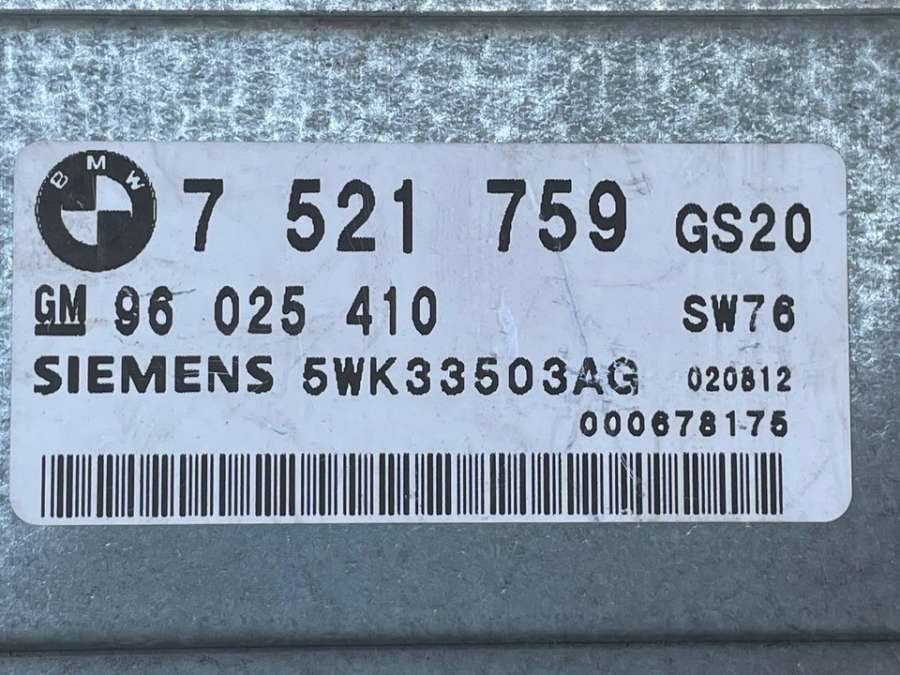 BMW 7 521 759 GS20
GM 96 025 410 SW76
SIEMENS 5WK33503AG 020812
000678175